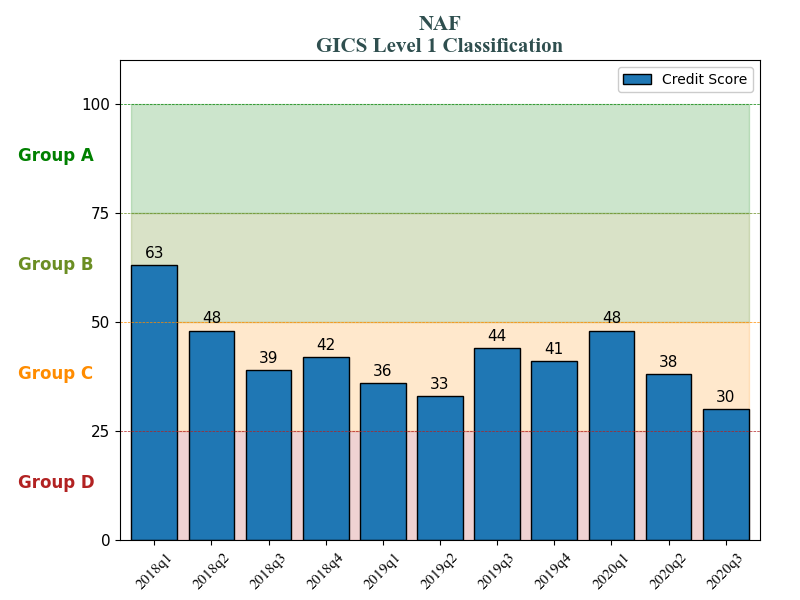 NAF
GICS Level 1 Classification
Credit Score
100
Group A
75
63
Group B
50
48
39
42
36
33
44
41
48
38
30
Group C
25
Group D
0
2018q1
2018q2
2018q3
2018q4
2019q1
2019q2
2019q3
2019q4
2020q1
2020q2
2020q3